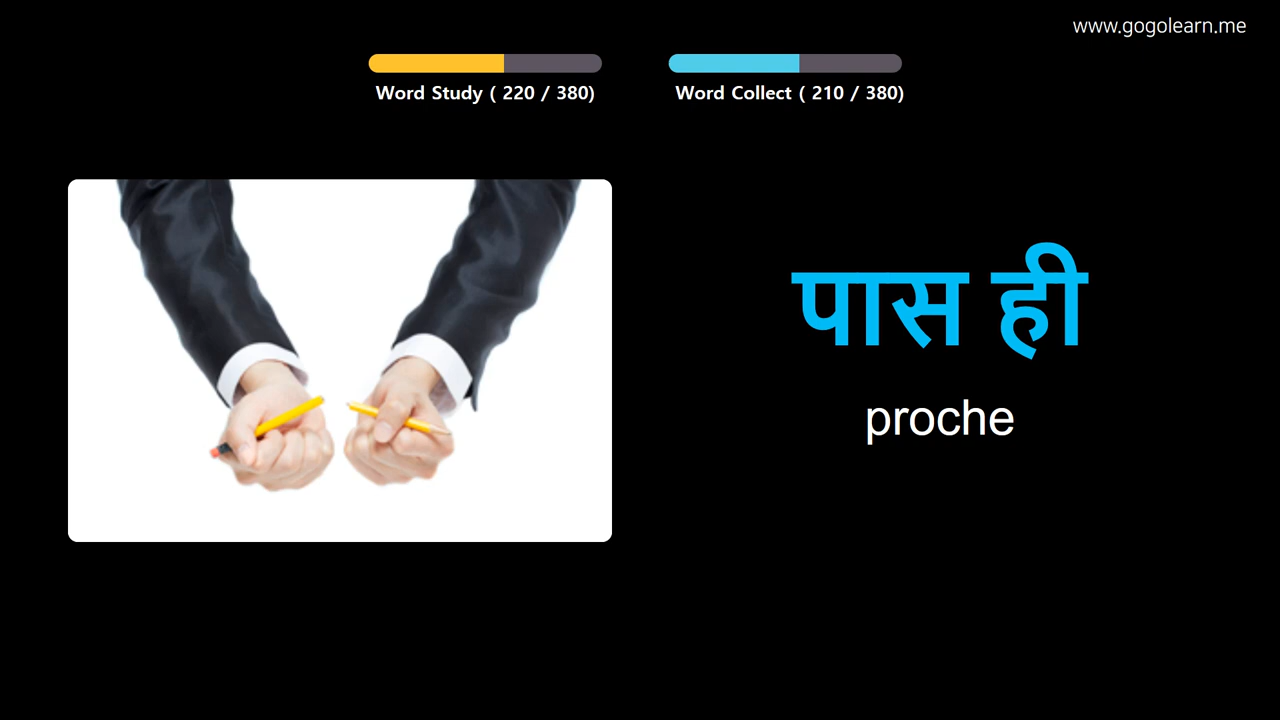 www.gogolearn.me
Word Study ( 220 / 380)
Word Collect ( 210 / 380)
पास ही
proche